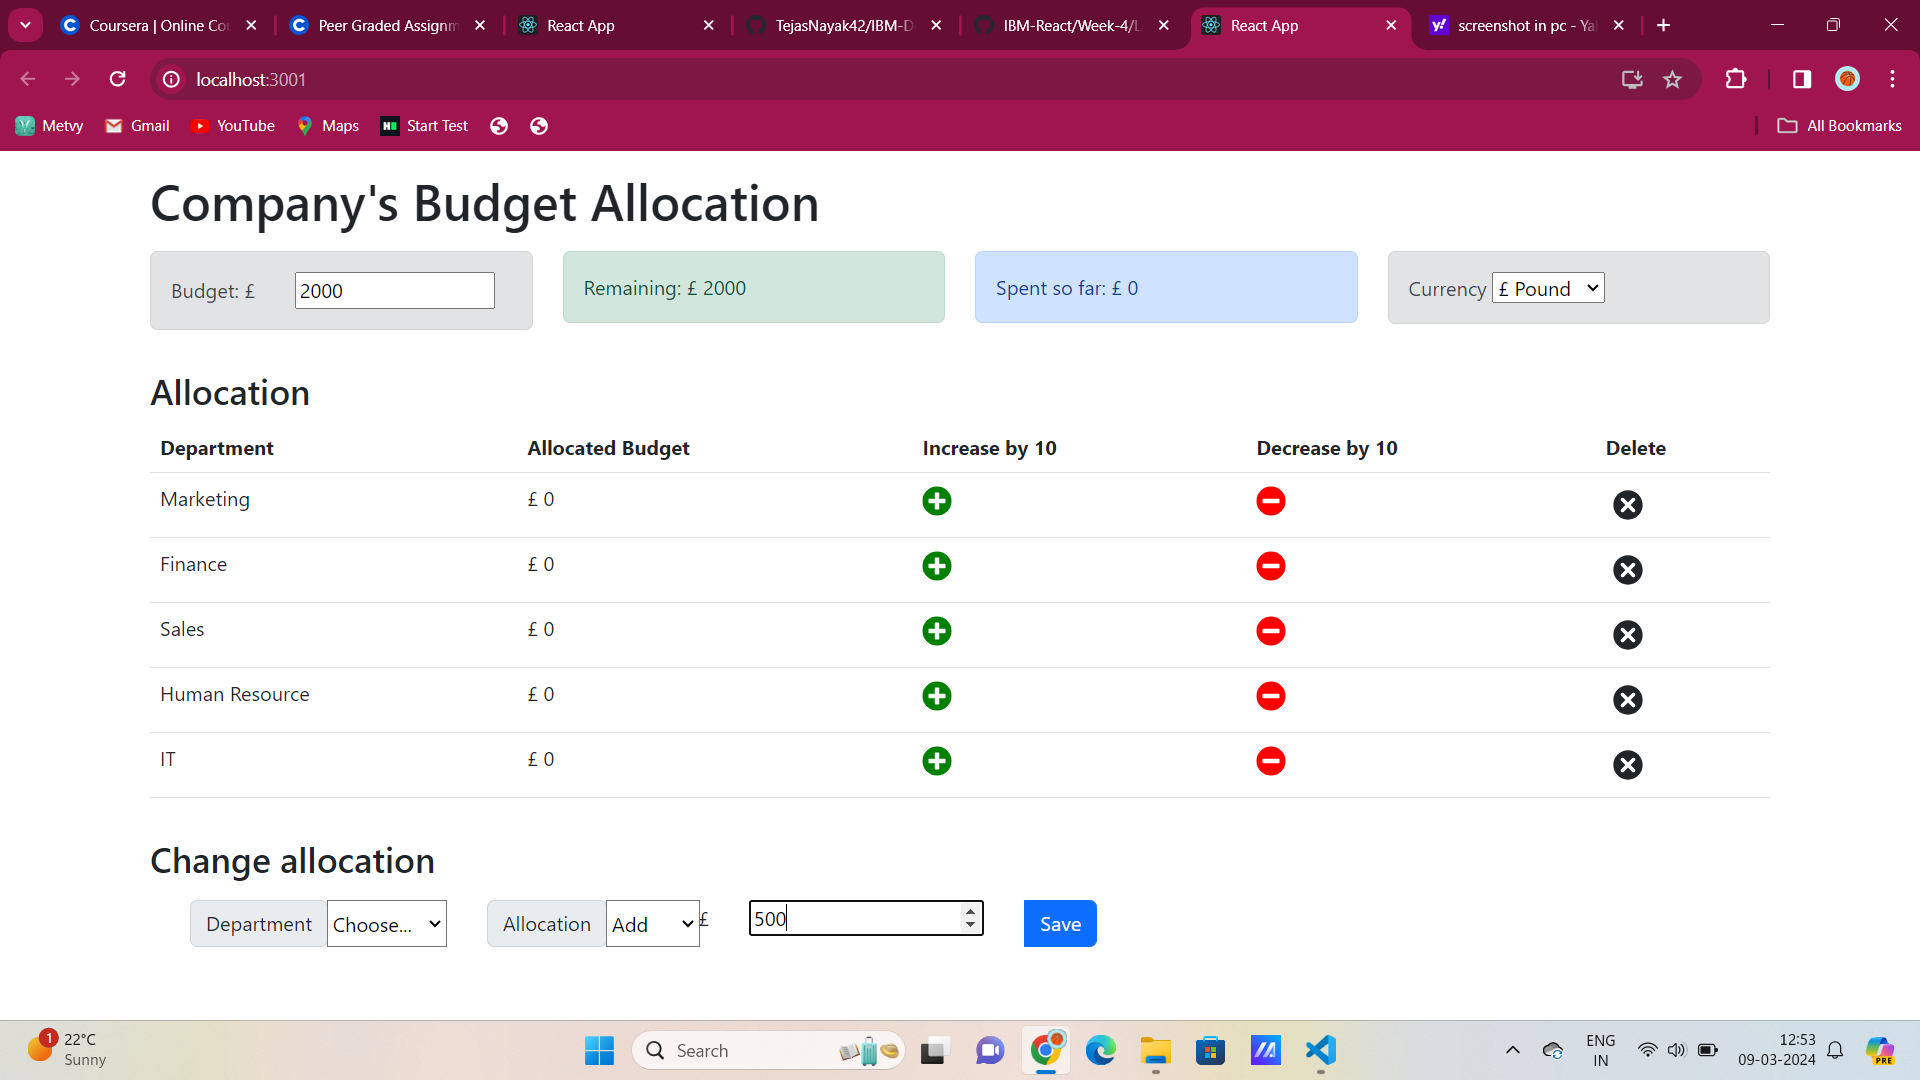 Coursera | Online Co
Peer Graded Assignm
React App
TejasNayak42/IBM-D
IBM-React/Week-4/L
React App
screenshot in pc - Ya
localhost:3001
Metvy
Gmail
YouTube
Maps
Start Test
All Bookmarks
Company's Budget Allocation
Budget: £ 2000
Remaining: £ 2000
Spent so far: £ 0
Currency £ Pound
Allocation
Department Allocated Budget Increase by 10 Decrease by 10 Delete
Marketing £ 0
Finance £ 0
Sales £ 0
Human Resource £ 0
IT £ 0
Change allocation
Department Choose... Allocation Add £ 500 Save
1
22°C
Sunny
Search
ENG
IN
12:53
09-03-2024
PRE